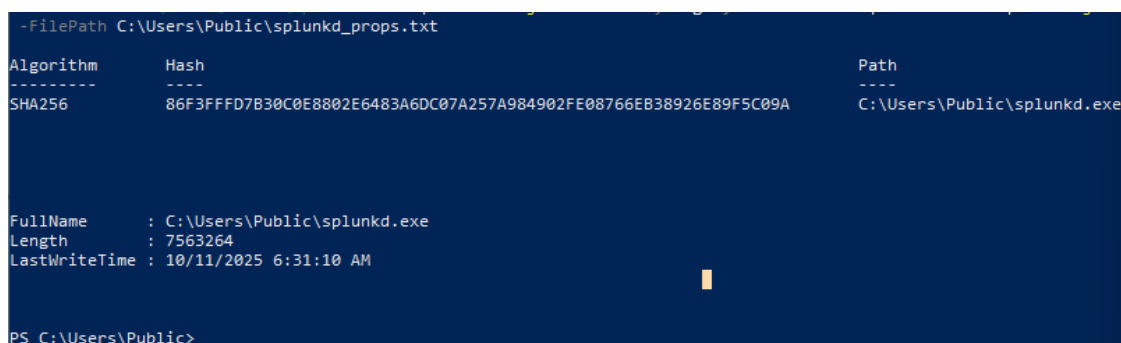 -FilePath C:\Users\Public\splunkd_props.txt
Algorithm Hash Path
--------- ---- ----
SHA256 86F3FFFD7B30C0E8802E6483A6DC07A257A984902FE08766EB38926E89F5C09A C:\Users\Public\splunkd.exe
FullName : C:\Users\Public\splunkd.exe
Length : 7563264
LastWriteTime : 10/11/2025 6:31:10 AM
PS C:\Users\Public>